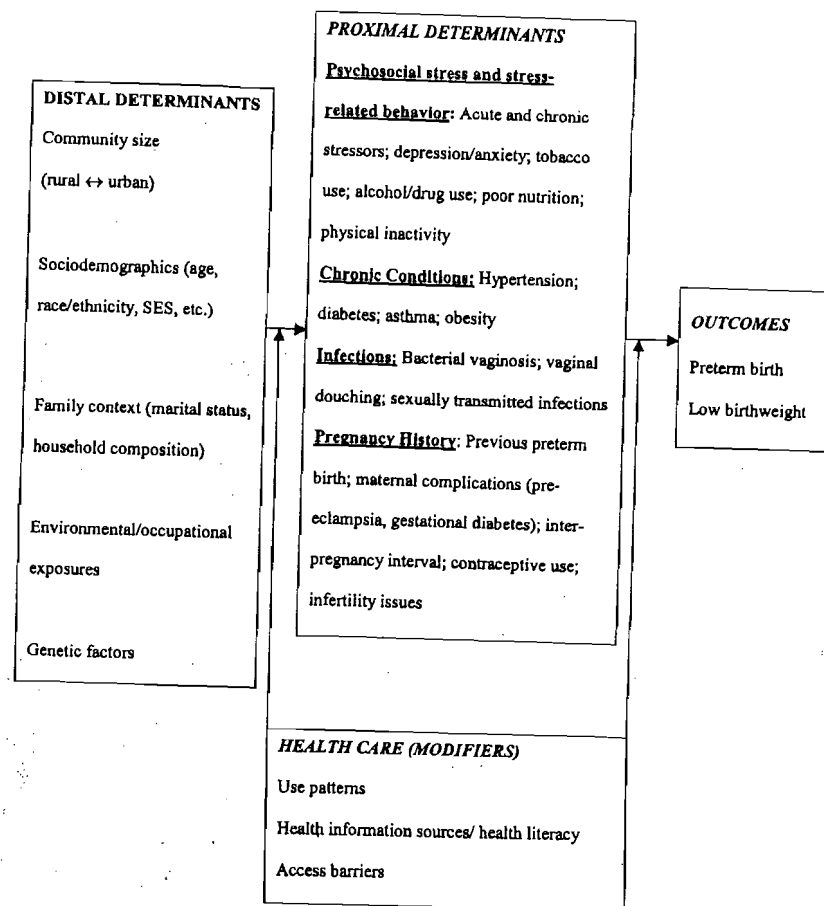 DISTAL DETERMINANTS
Community size
(rural ↔ urban)
Sociodemographics (age,
race/ethnicity, SES, etc.)
Family context (marital status,
household composition)
Environmental/occupational
exposures
Genetic factors
PROXIMAL DETERMINANTS
Psychosocial stress and stress-
related behavior: Acute and chronic
stressors; depression/anxiety; tobacco
use; alcohol/drug use; poor nutrition;
physical inactivity
Chronic Conditions: Hypertension;
diabetes; asthma; obesity
Infections: Bacterial vaginosis; vaginal
douching; sexually transmitted infections
Pregnancy History: Previous preterm
birth; maternal complications (pre-
eclampsia, gestational diabetes); inter-
pregnancy interval; contraceptive use;
infertility issues
OUTCOMES
Preterm birth
Low birthweight
HEALTH CARE (MODIFIERS)
Use patterns
Health information sources/ health literacy
Access barriers